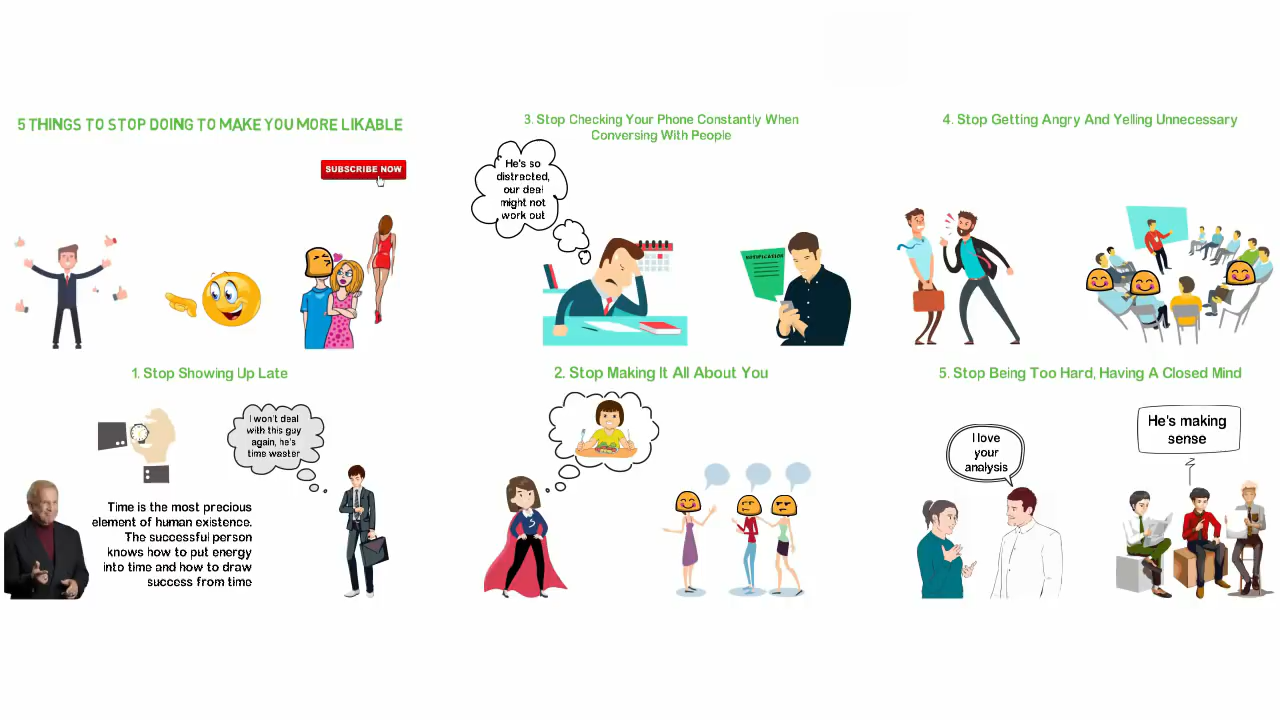 5 THINGS TO STOP DOING TO MAKE YOU MORE LIKABLE
SUBSCRIBE NOW
1. Stop Showing Up Late
I won't deal
with this guy
again, he's
time waster
Time is the most precious
element of human existence.
The successful person
knows how to put energy
into time and how to draw
success from time
3. Stop Checking Your Phone Constantly When
Conversing With People
He's so
distracted,
our deal
might not
work out
NOTIFICATION
2. Stop Making It All About You
4. Stop Getting Angry And Yelling Unnecessary
5. Stop Being Too Hard, Having A Closed Mind
I love
your
analysis
He's making
sense